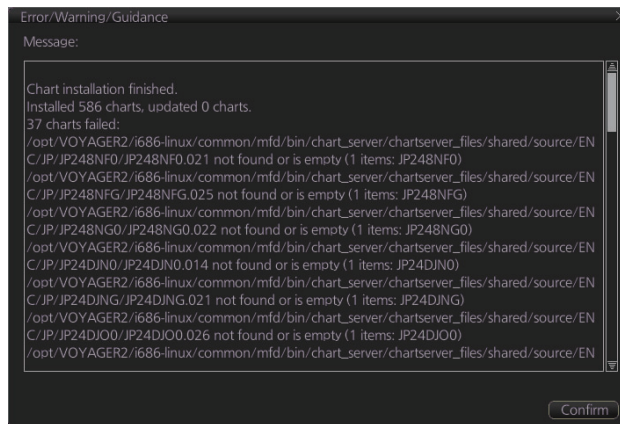 Error/Warning/Guidance
Message:
Chart installation finished.
Installed 586 charts, updated 0 charts.
37 charts failed:
/opt/VOYAGER2/i686-linux/common/mfd/bin/chart_server/chartserver_files/shared/source/EN
C/JP/JP248NF0/JP248NF0.021 not found or is empty (1 items: JP248NF0)
/opt/VOYAGER2/i686-linux/common/mfd/bin/chart_server/chartserver_files/shared/source/EN
C/JP/JP248NFG/JP248NFG.025 not found or is empty (1 items: JP248NFG)
/opt/VOYAGER2/i686-linux/common/mfd/bin/chart_server/chartserver_files/shared/source/EN
C/JP/JP248NG0/JP248NG0.022 not found or is empty (1 items: JP248NG0)
/opt/VOYAGER2/i686-linux/common/mfd/bin/chart_server/chartserver_files/shared/source/EN
C/JP/JP24DJN0/JP24DJN0.014 not found or is empty (1 items: JP24DJN0)
/opt/VOYAGER2/i686-linux/common/mfd/bin/chart_server/chartserver_files/shared/source/EN
C/JP/JP24DJNG/JP24DJNG.021 not found or is empty (1 items: JP24DJNG)
/opt/VOYAGER2/i686-linux/common/mfd/bin/chart_server/chartserver_files/shared/source/EN
C/JP/JP24DJO0/JP24DJO0.026 not found or is empty (1 items: JP24DJO0)
/opt/VOYAGER2/i686-linux/common/mfd/bin/chart_server/chartserver_files/shared/source/EN
Confirm